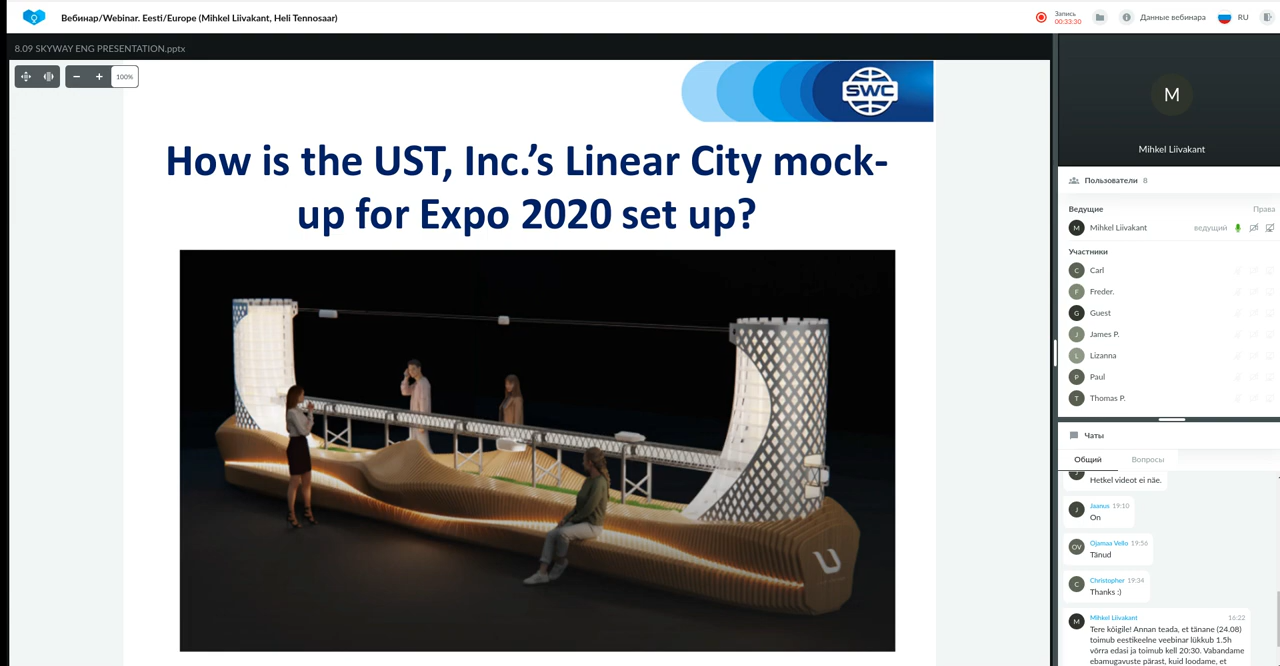 Вебинар/Webinar. Eesti/Europe (Mihkel Liivakant, Heli Tennosaar)
Запись
00:33:30
Данные вебинара
RU
8.09 SKYWAY ENG PRESENTATION.pptx
100%
SWC
How is the UST, Inc.’s Linear City mock-
up for Expo 2020 set up?
U
M
Mihkel Liivakant
Пользователи 8
Ведущие Права
M Mihkel Liivakant ведущий
Участники
C Carl
F Freder.
G Guest
J James P.
L Lizanna
P Paul
T Thomas P.
Чаты
Общий Вопросы
Hetkel videot ei näe.
J Jaanus 19:10
On
OV Ojamaa Vello 19:56
Tänud
C Christopher 19:34
Thanks :)
M Mihkel Liivakant 16:22
Tere kõigile! Annan teada, et tänane (24.08)
toimub eestikeelne veebinar lükkub 1.5h
võrra edasi ja toimub kell 20:30. Vabandame
ebamugavuste pärast, kuid loodame, et